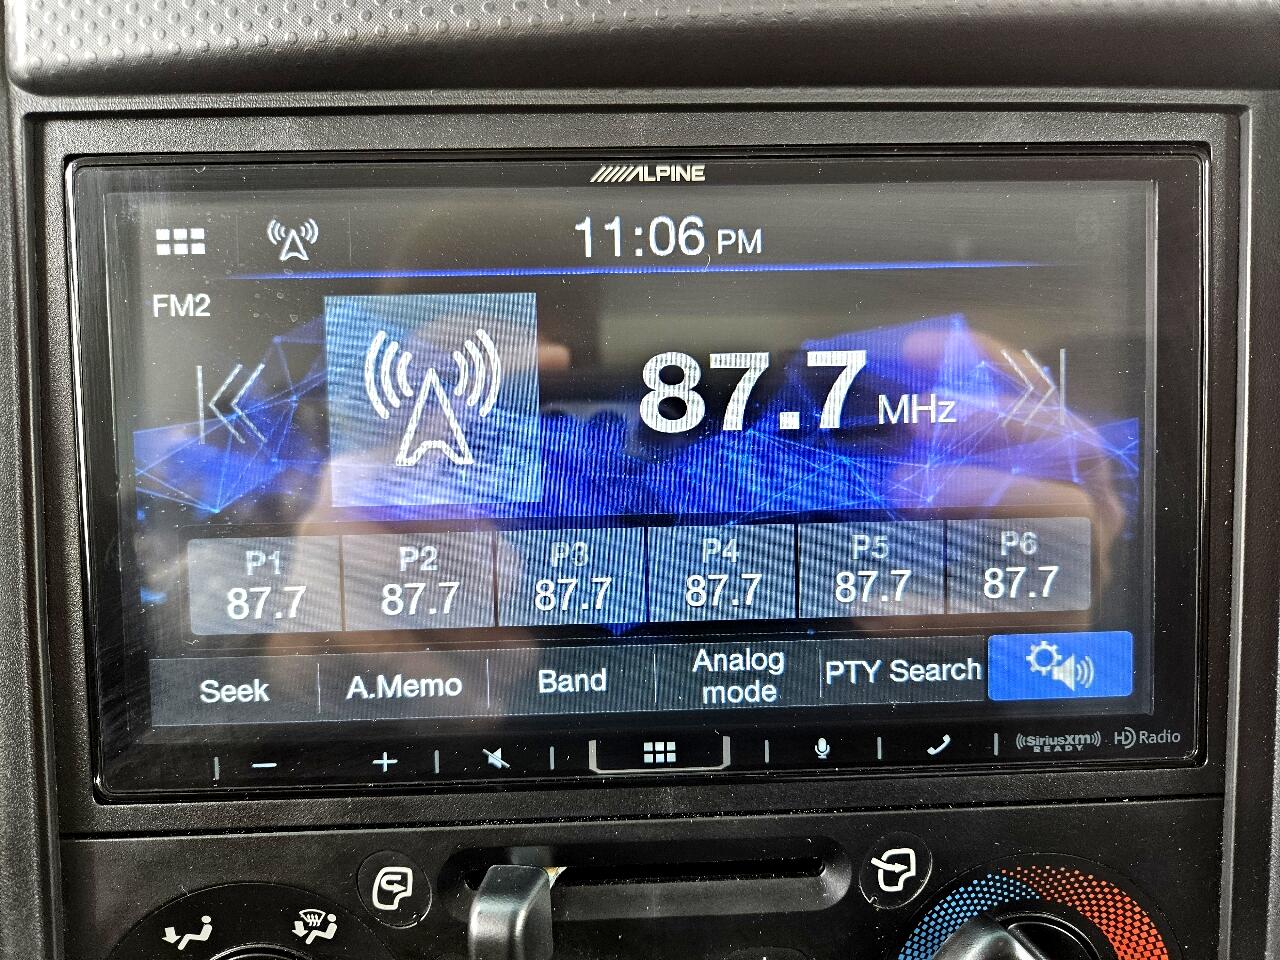 ALPINE
11:06 PM
FM2
87.7 MHz
P1 P2 P3 P4 P5 P6
87.7 87.7 87.7 87.7 87.7 87.7
Seek A.Memo Band Analog mode PTY Search
((SiriusXM)) READY HD Radio